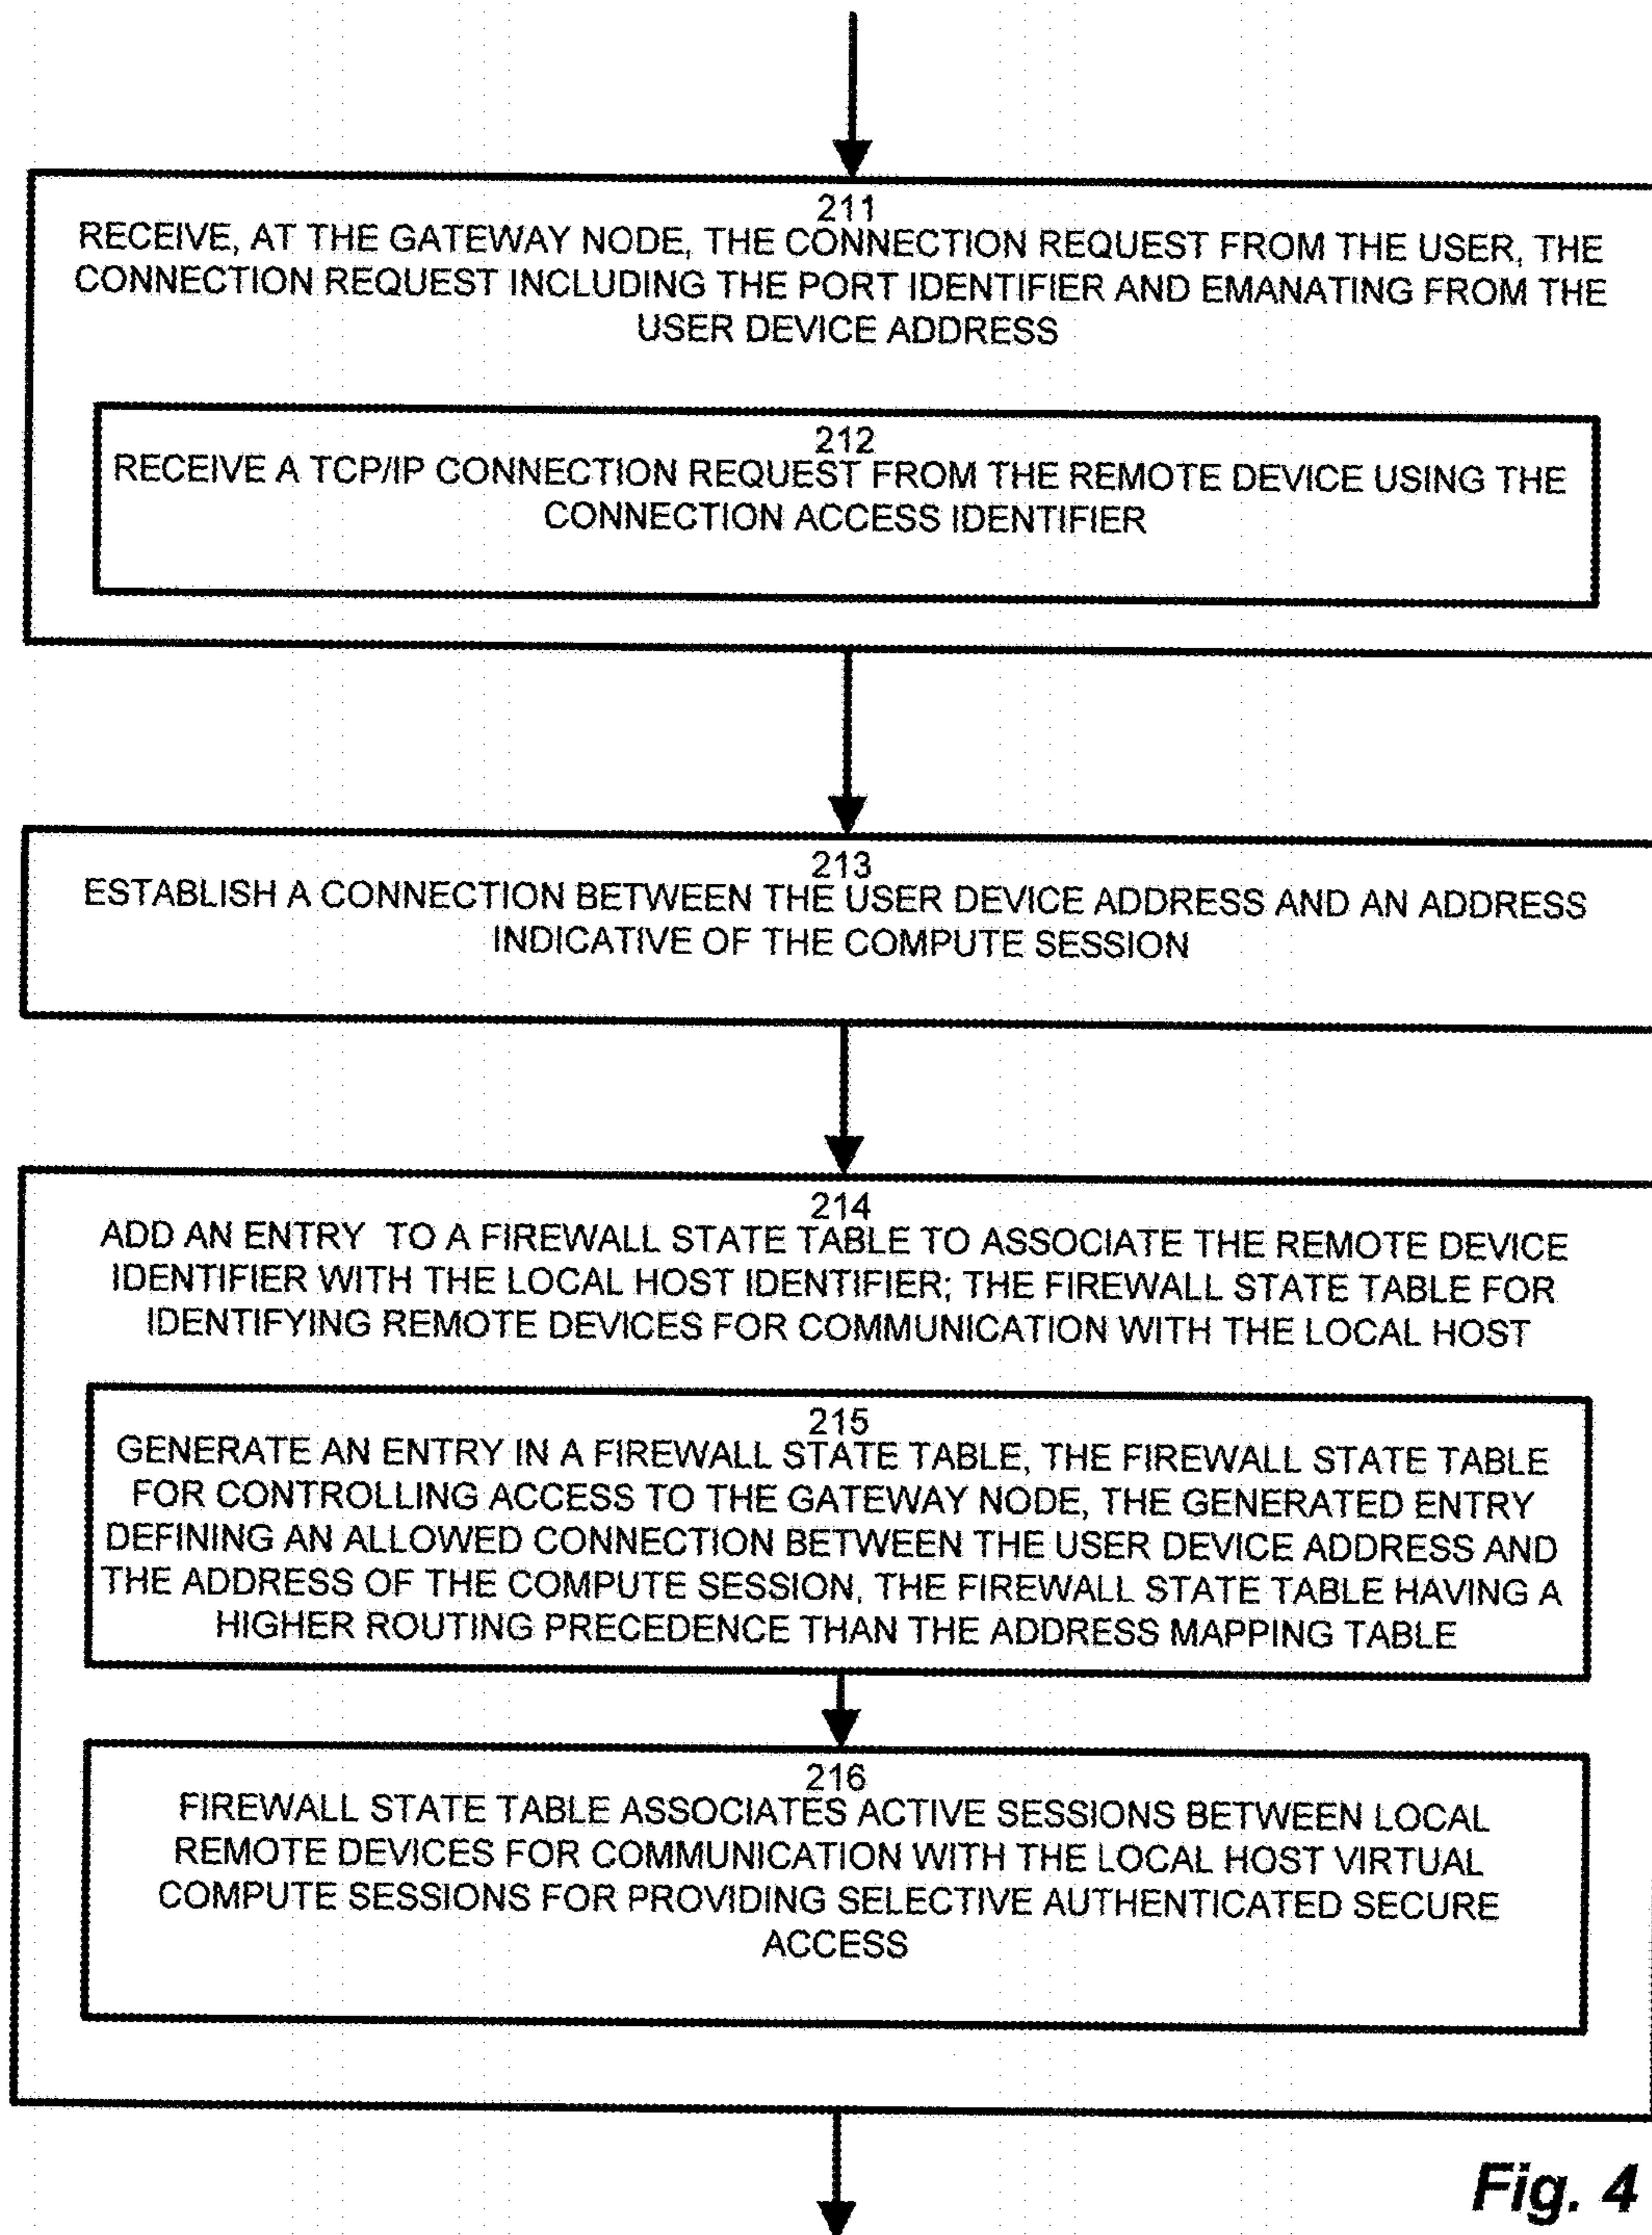 211
RECEIVE, AT THE GATEWAY NODE, THE CONNECTION REQUEST FROM THE USER, THE
CONNECTION REQUEST INCLUDING THE PORT IDENTIFIER AND EMANATING FROM THE
USER DEVICE ADDRESS
212
RECEIVE A TCP/IP CONNECTION REQUEST FROM THE REMOTE DEVICE USING THE
CONNECTION ACCESS IDENTIFIER
213
ESTABLISH A CONNECTION BETWEEN THE USER DEVICE ADDRESS AND AN ADDRESS
INDICATIVE OF THE COMPUTE SESSION
214
ADD AN ENTRY TO A FIREWALL STATE TABLE TO ASSOCIATE THE REMOTE DEVICE
IDENTIFIER WITH THE LOCAL HOST IDENTIFIER; THE FIREWALL STATE TABLE FOR
IDENTIFYING REMOTE DEVICES FOR COMMUNICATION WITH THE LOCAL HOST
215
GENERATE AN ENTRY IN A FIREWALL STATE TABLE, THE FIREWALL STATE TABLE
FOR CONTROLLING ACCESS TO THE GATEWAY NODE, THE GENERATED ENTRY
DEFINING AN ALLOWED CONNECTION BETWEEN THE USER DEVICE ADDRESS AND
THE ADDRESS OF THE COMPUTE SESSION, THE FIREWALL STATE TABLE HAVING A
HIGHER ROUTING PRECEDENCE THAN THE ADDRESS MAPPING TABLE
216
FIREWALL STATE TABLE ASSOCIATES ACTIVE SESSIONS BETWEEN LOCAL
REMOTE DEVICES FOR COMMUNICATION WITH THE LOCAL HOST VIRTUAL
COMPUTE SESSIONS FOR PROVIDING SELECTIVE AUTHENTICATED SECURE
ACCESS
Fig. 4